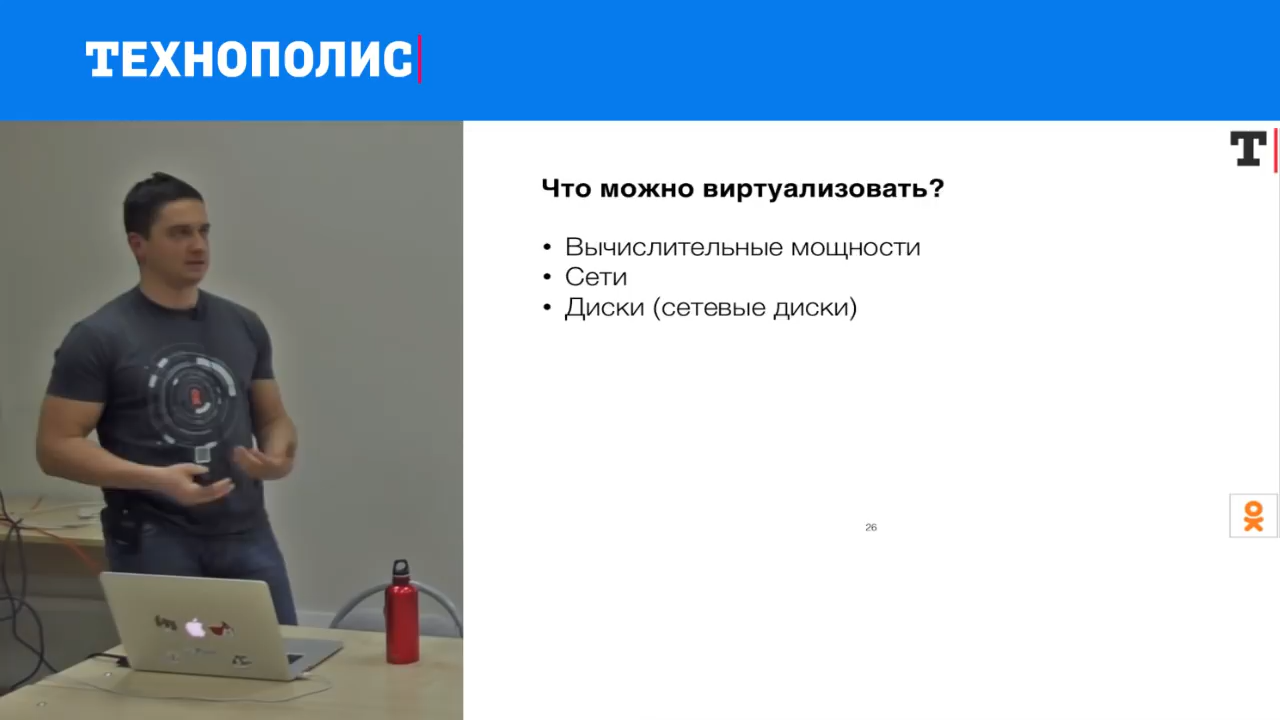 ТЕХНОПОЛИС
Т
Что можно виртуализовать?
• Вычислительные мощности
• Сети
• Диски (сетевые диски)
26